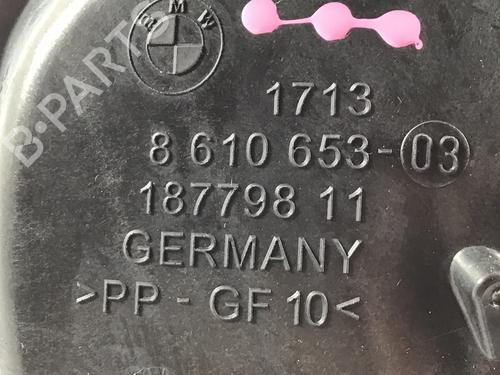 BMW
B-PARTS
1713
8 610 653-03
187798 11
GERMANY
>PP - GF 10<